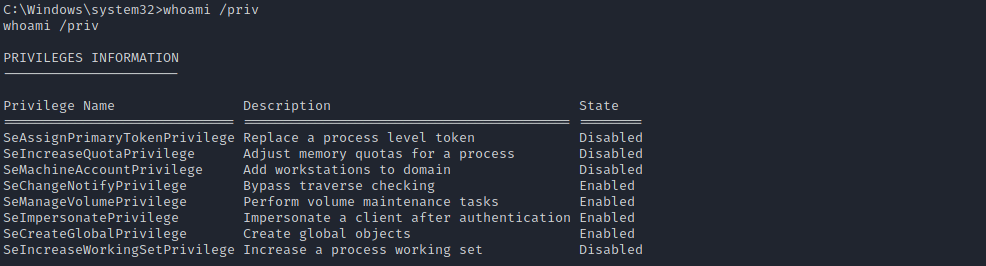 C:\Windows\system32>whoami /priv
whoami /priv
PRIVILEGES INFORMATION
----------------------
Privilege Name Description State
============================= ========================================= ========
SeAssignPrimaryTokenPrivilege Replace a process level token Disabled
SeIncreaseQuotaPrivilege Adjust memory quotas for a process Disabled
SeMachineAccountPrivilege Add workstations to domain Disabled
SeChangeNotifyPrivilege Bypass traverse checking Enabled
SeManageVolumePrivilege Perform volume maintenance tasks Enabled
SeImpersonatePrivilege Impersonate a client after authentication Enabled
SeCreateGlobalPrivilege Create global objects Enabled
SeIncreaseWorkingSetPrivilege Increase a process working set Disabled